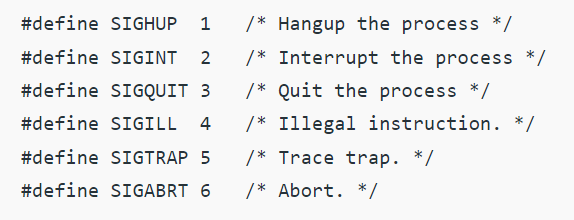 #define SIGHUP  1   /* Hangup the process */
#define SIGINT  2   /* Interrupt the process */
#define SIGQUIT 3   /* Quit the process */
#define SIGILL  4   /* Illegal instruction. */
#define SIGTRAP 5   /* Trace trap. */
#define SIGABRT 6   /* Abort. */